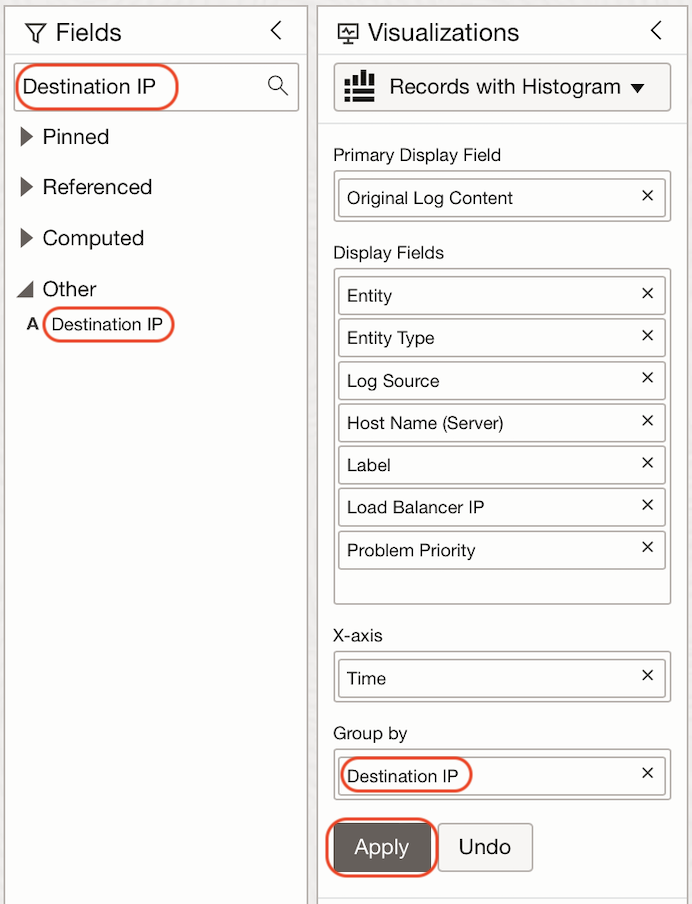 Fields
Destination IP
Pinned
Referenced
Computed
Other
A Destination IP
Visualizations
Records with Histogram
Primary Display Field
Original Log Content
Display Fields
Entity
Entity Type
Log Source
Host Name (Server)
Label
Load Balancer IP
Problem Priority
X-axis
Time
Group by
Destination IP
Apply Undo